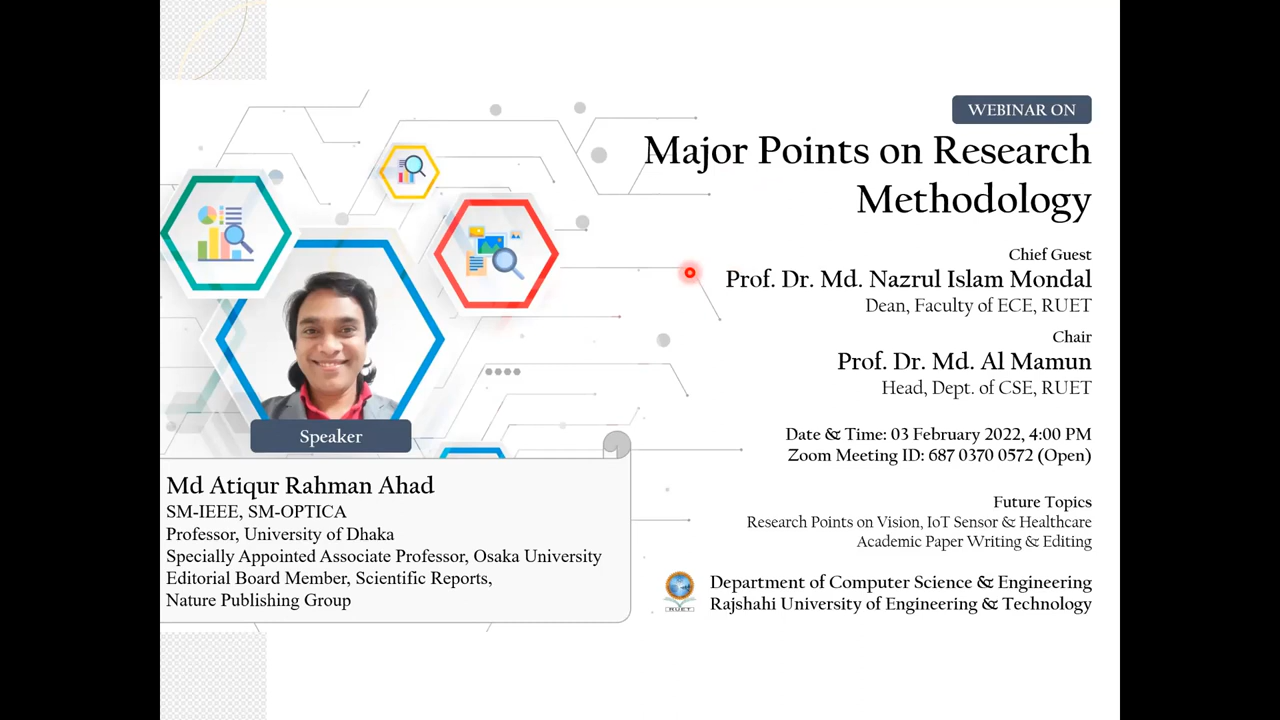 WEBINAR ON
Major Points on Research
Methodology
Chief Guest
Prof. Dr. Md. Nazrul Islam Mondal
Dean, Faculty of ECE, RUET
Chair
Prof. Dr. Md. Al Mamun
Head, Dept. of CSE, RUET
Date & Time: 03 February 2022, 4:00 PM
Zoom Meeting ID: 687 0370 0572 (Open)
Future Topics
Research Points on Vision, IoT Sensor & Healthcare
Academic Paper Writing & Editing
RUET
Department of Computer Science & Engineering
Rajshahi University of Engineering & Technology
Speaker
Md Atiqur Rahman Ahad
SM-IEEE, SM-OPTICA
Professor, University of Dhaka
Specially Appointed Associate Professor, Osaka University
Editorial Board Member, Scientific Reports,
Nature Publishing Group